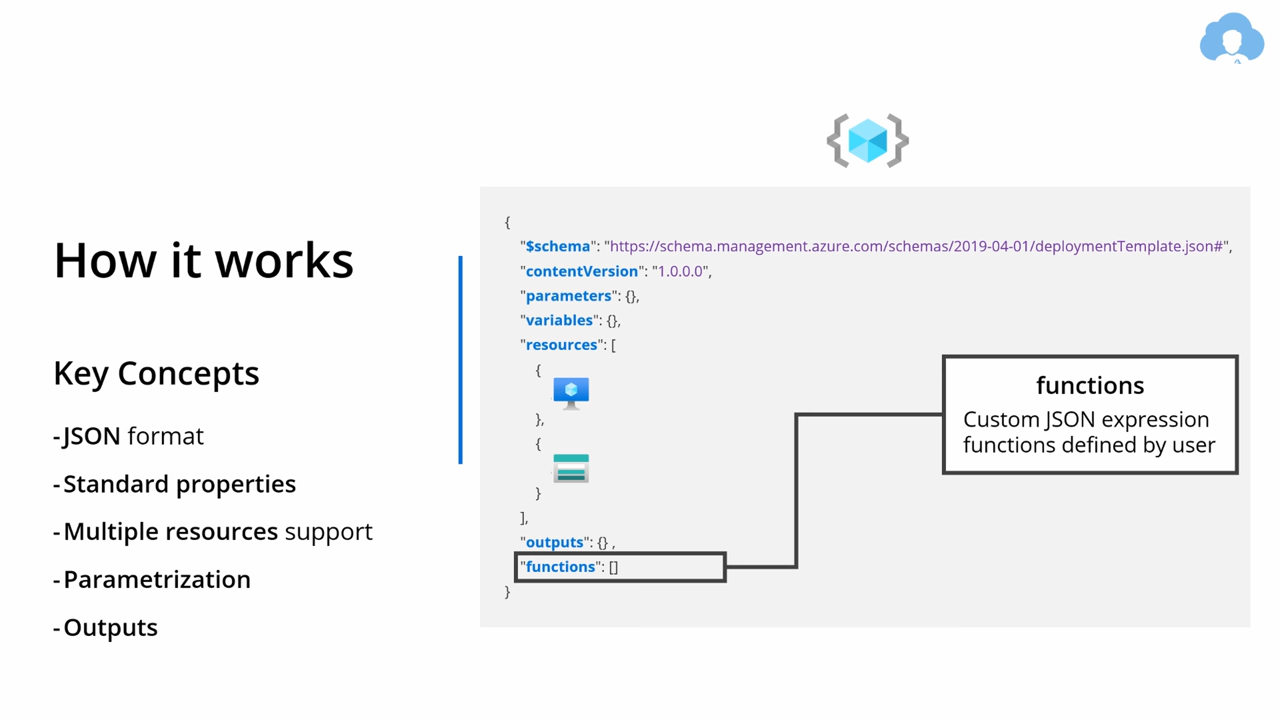 How it works
Key Concepts
-JSON format
-Standard properties
-Multiple resources support
-Parametrization
-Outputs
{
"$schema": "https://schema.management.azure.com/schemas/2019-04-01/deploymentTemplate.json#",
"contentVersion": "1.0.0.0",
"parameters": {},
"variables": {},
"resources": [
{
},
{
}
],
"outputs": {} ,
"functions": []
}
functions
Custom JSON expression
functions defined by user